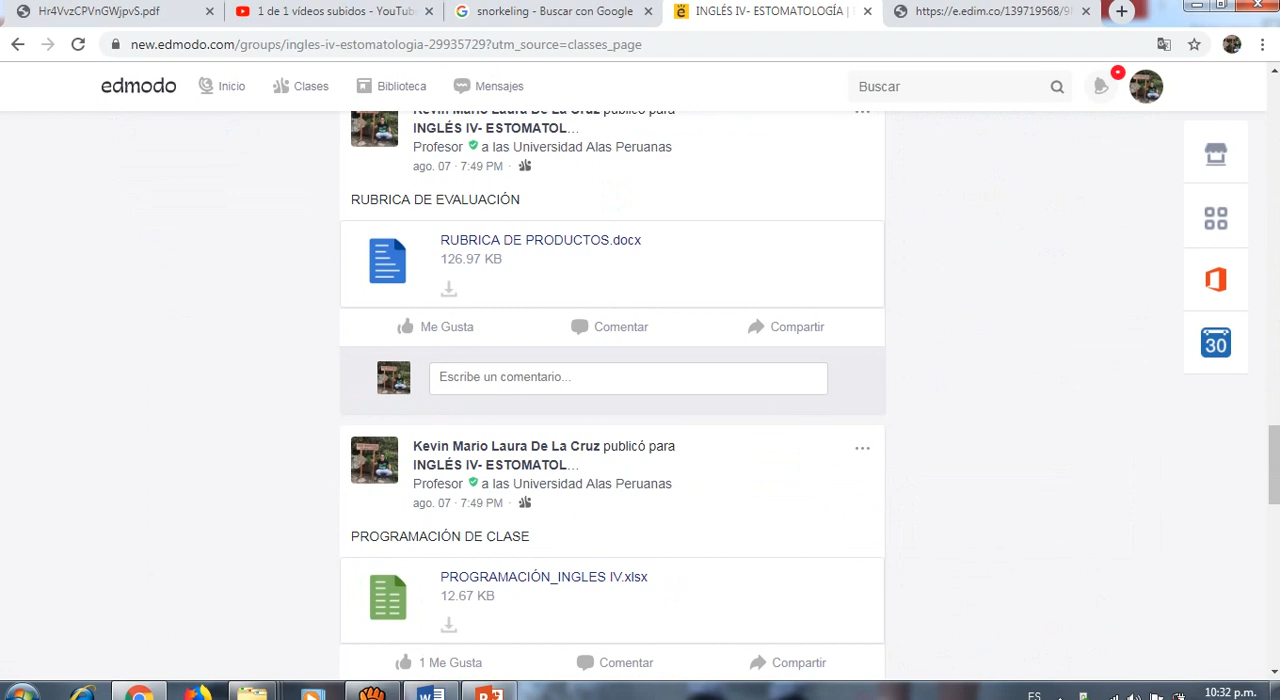 Hr4VvzCPVnGWjpvS.pdf
1 de 1 vídeos subidos - YouTub
snorkeling - Buscar con Google
INGLÉS IV- ESTOMATOLOGÍA |
https://e.edim.co/139719568/9
new.edmodo.com/groups/ingles-iv-estomatologia-29935729?utm_source=classes_page
edmodo
Inicio
Clases
Biblioteca
Mensajes
Buscar
Kevin Mario Laura De La Cruz publicó para
INGLÉS IV- ESTOMATOL...
Profesor a las Universidad Alas Peruanas
ago. 07 · 7:49 PM ·
RUBRICA DE EVALUACIÓN
RUBRICA DE PRODUCTOS.docx
126.97 KB
Me Gusta
Comentar
Compartir
Escribe un comentario...
Kevin Mario Laura De La Cruz publicó para
INGLÉS IV- ESTOMATOL...
Profesor a las Universidad Alas Peruanas
ago. 07 · 7:49 PM ·
PROGRAMACIÓN DE CLASE
PROGRAMACIÓN_INGLES IV.xlsx
12.67 KB
1 Me Gusta
Comentar
Compartir
30
ES
10:32 p.m.